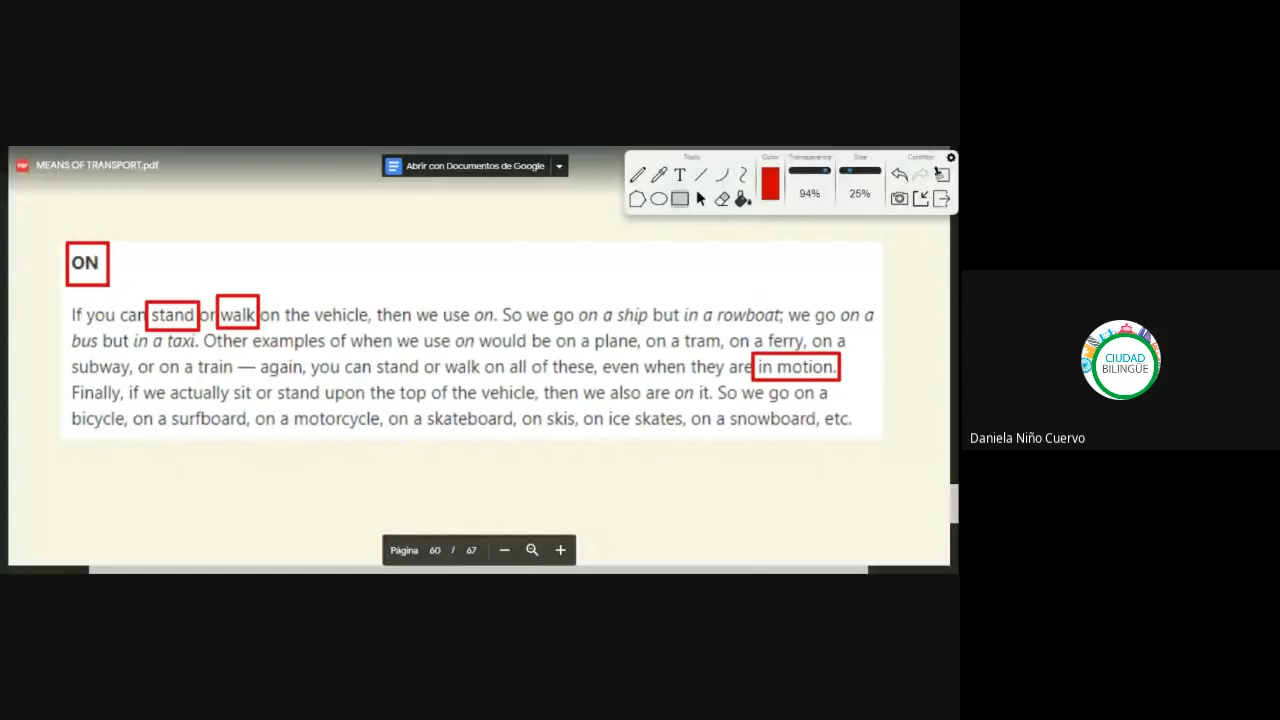 MEANS OF TRANSPORT.pdf
Abrir con Documentos de Google
Tools
Color
Transparency
Size
Controls
94%
25%
ON
If you can stand or walk on the vehicle, then we use on. So we go on a ship but in a rowboat; we go on a
bus but in a taxi. Other examples of when we use on would be on a plane, on a tram, on a ferry, on a
subway, or on a train — again, you can stand or walk on all of these, even when they are in motion.
Finally, if we actually sit or stand upon the top of the vehicle, then we also are on it. So we go on a
bicycle, on a surfboard, on a motorcycle, on a skateboard, on skis, on ice skates, on a snowboard, etc.
Página 60 / 67
CIUDAD
BILINGÜE
Daniela Niño Cuervo